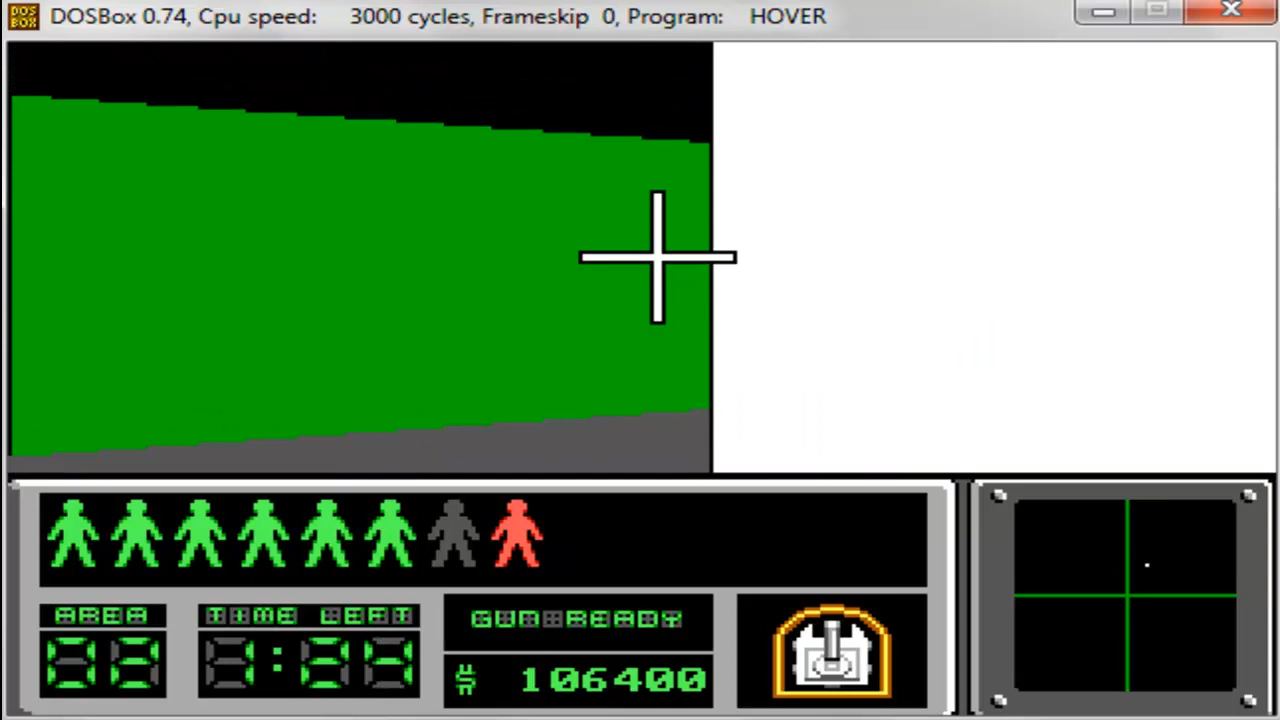 DOSBox 0.74, Cpu speed: 3000 cycles, Frameskip 0, Program: HOVER
AREA
TIME LEFT
GUN READY
$ 106400